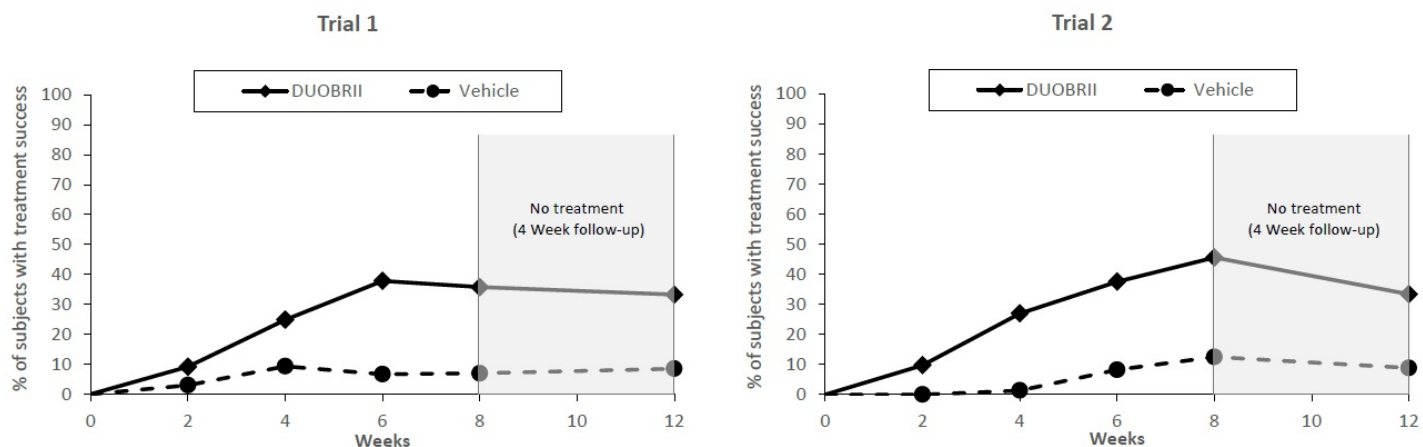 Trial 1
DUOBRII Vehicle
% of subjects with treatment success
100
90
80
70
60
50
40
30
20
10
0
No treatment
(4 Week follow-up)
0 2 4 6 8 10 12
Weeks
Trial 2
DUOBRII Vehicle
% of subjects with treatment success
100
90
80
70
60
50
40
30
20
10
0
No treatment
(4 Week follow-up)
0 2 4 6 8 10 12
Weeks